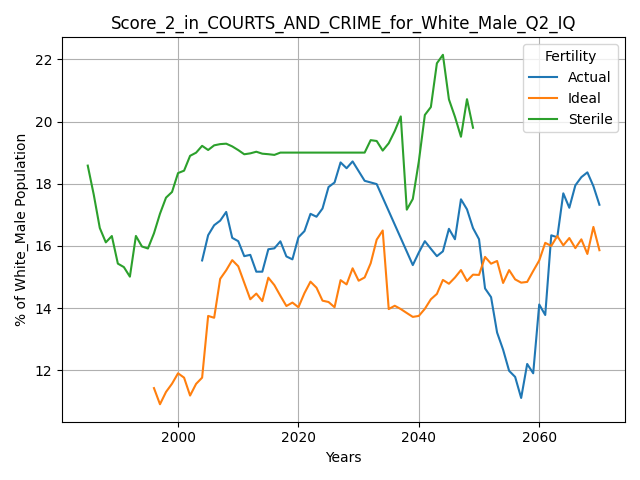 Score_2_in_COURTS_AND_CRIME_for_White_Male_Q2_IQ
Fertility
Actual
Ideal
Sterile
% of White_Male Population
22
20
18
16
14
12
2000
2020
2040
2060
Years